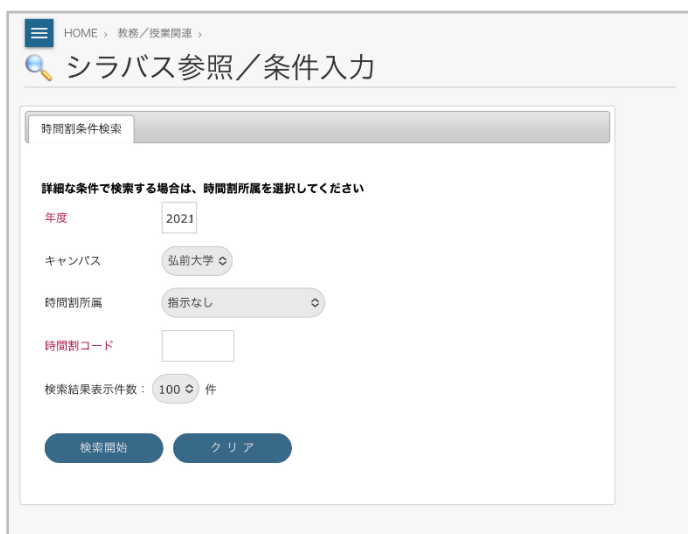 HOME › 教務／授業関連 ›
シラバス参照／条件入力
時間割条件検索
詳細な条件で検索する場合は、時間割所属を選択してください
年度 2021
キャンパス 弘前大学
時間割所属 指示なし
時間割コード
検索結果表示件数： 100 件
検索開始 クリア